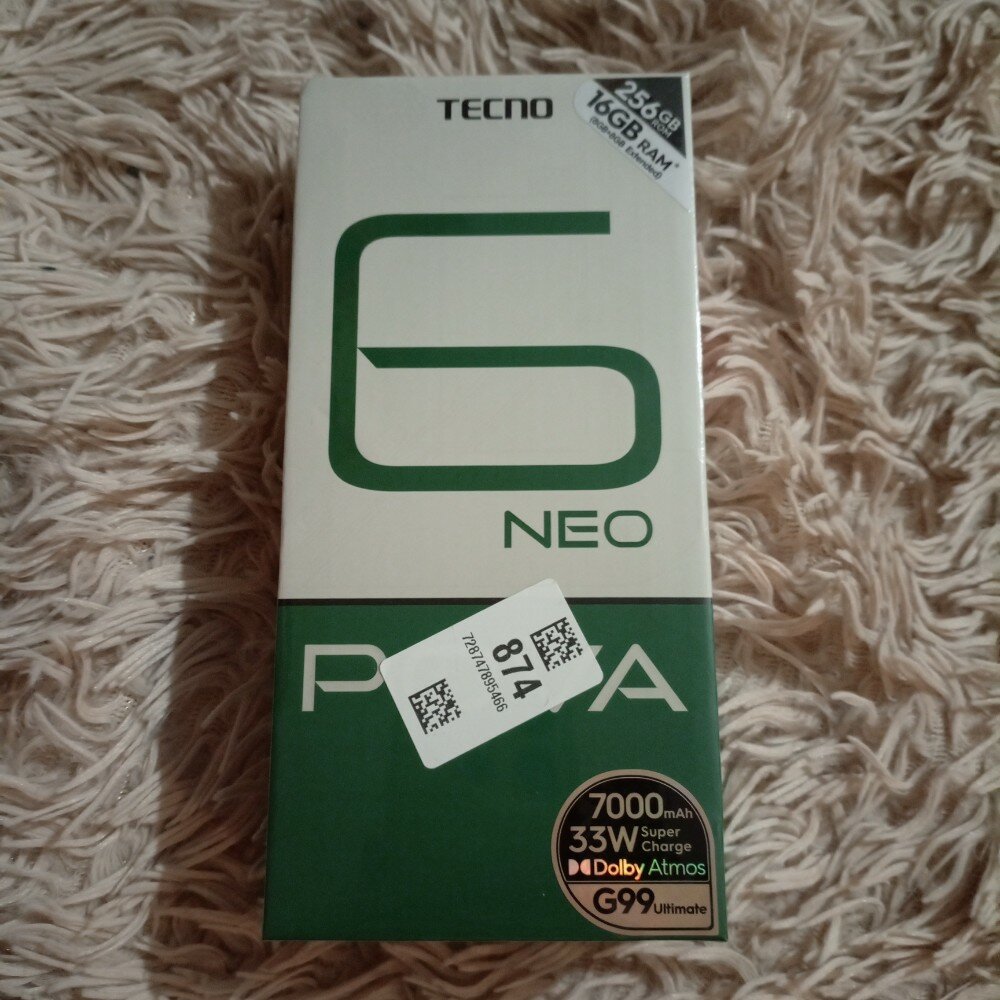 TECNO
256GB
ROM
16GB RAM*
(8GB+8GB Extended)
6
NEO
874
728747895466
7000mAh
33W Super
Charge
Dolby Atmos
G99 Ultimate